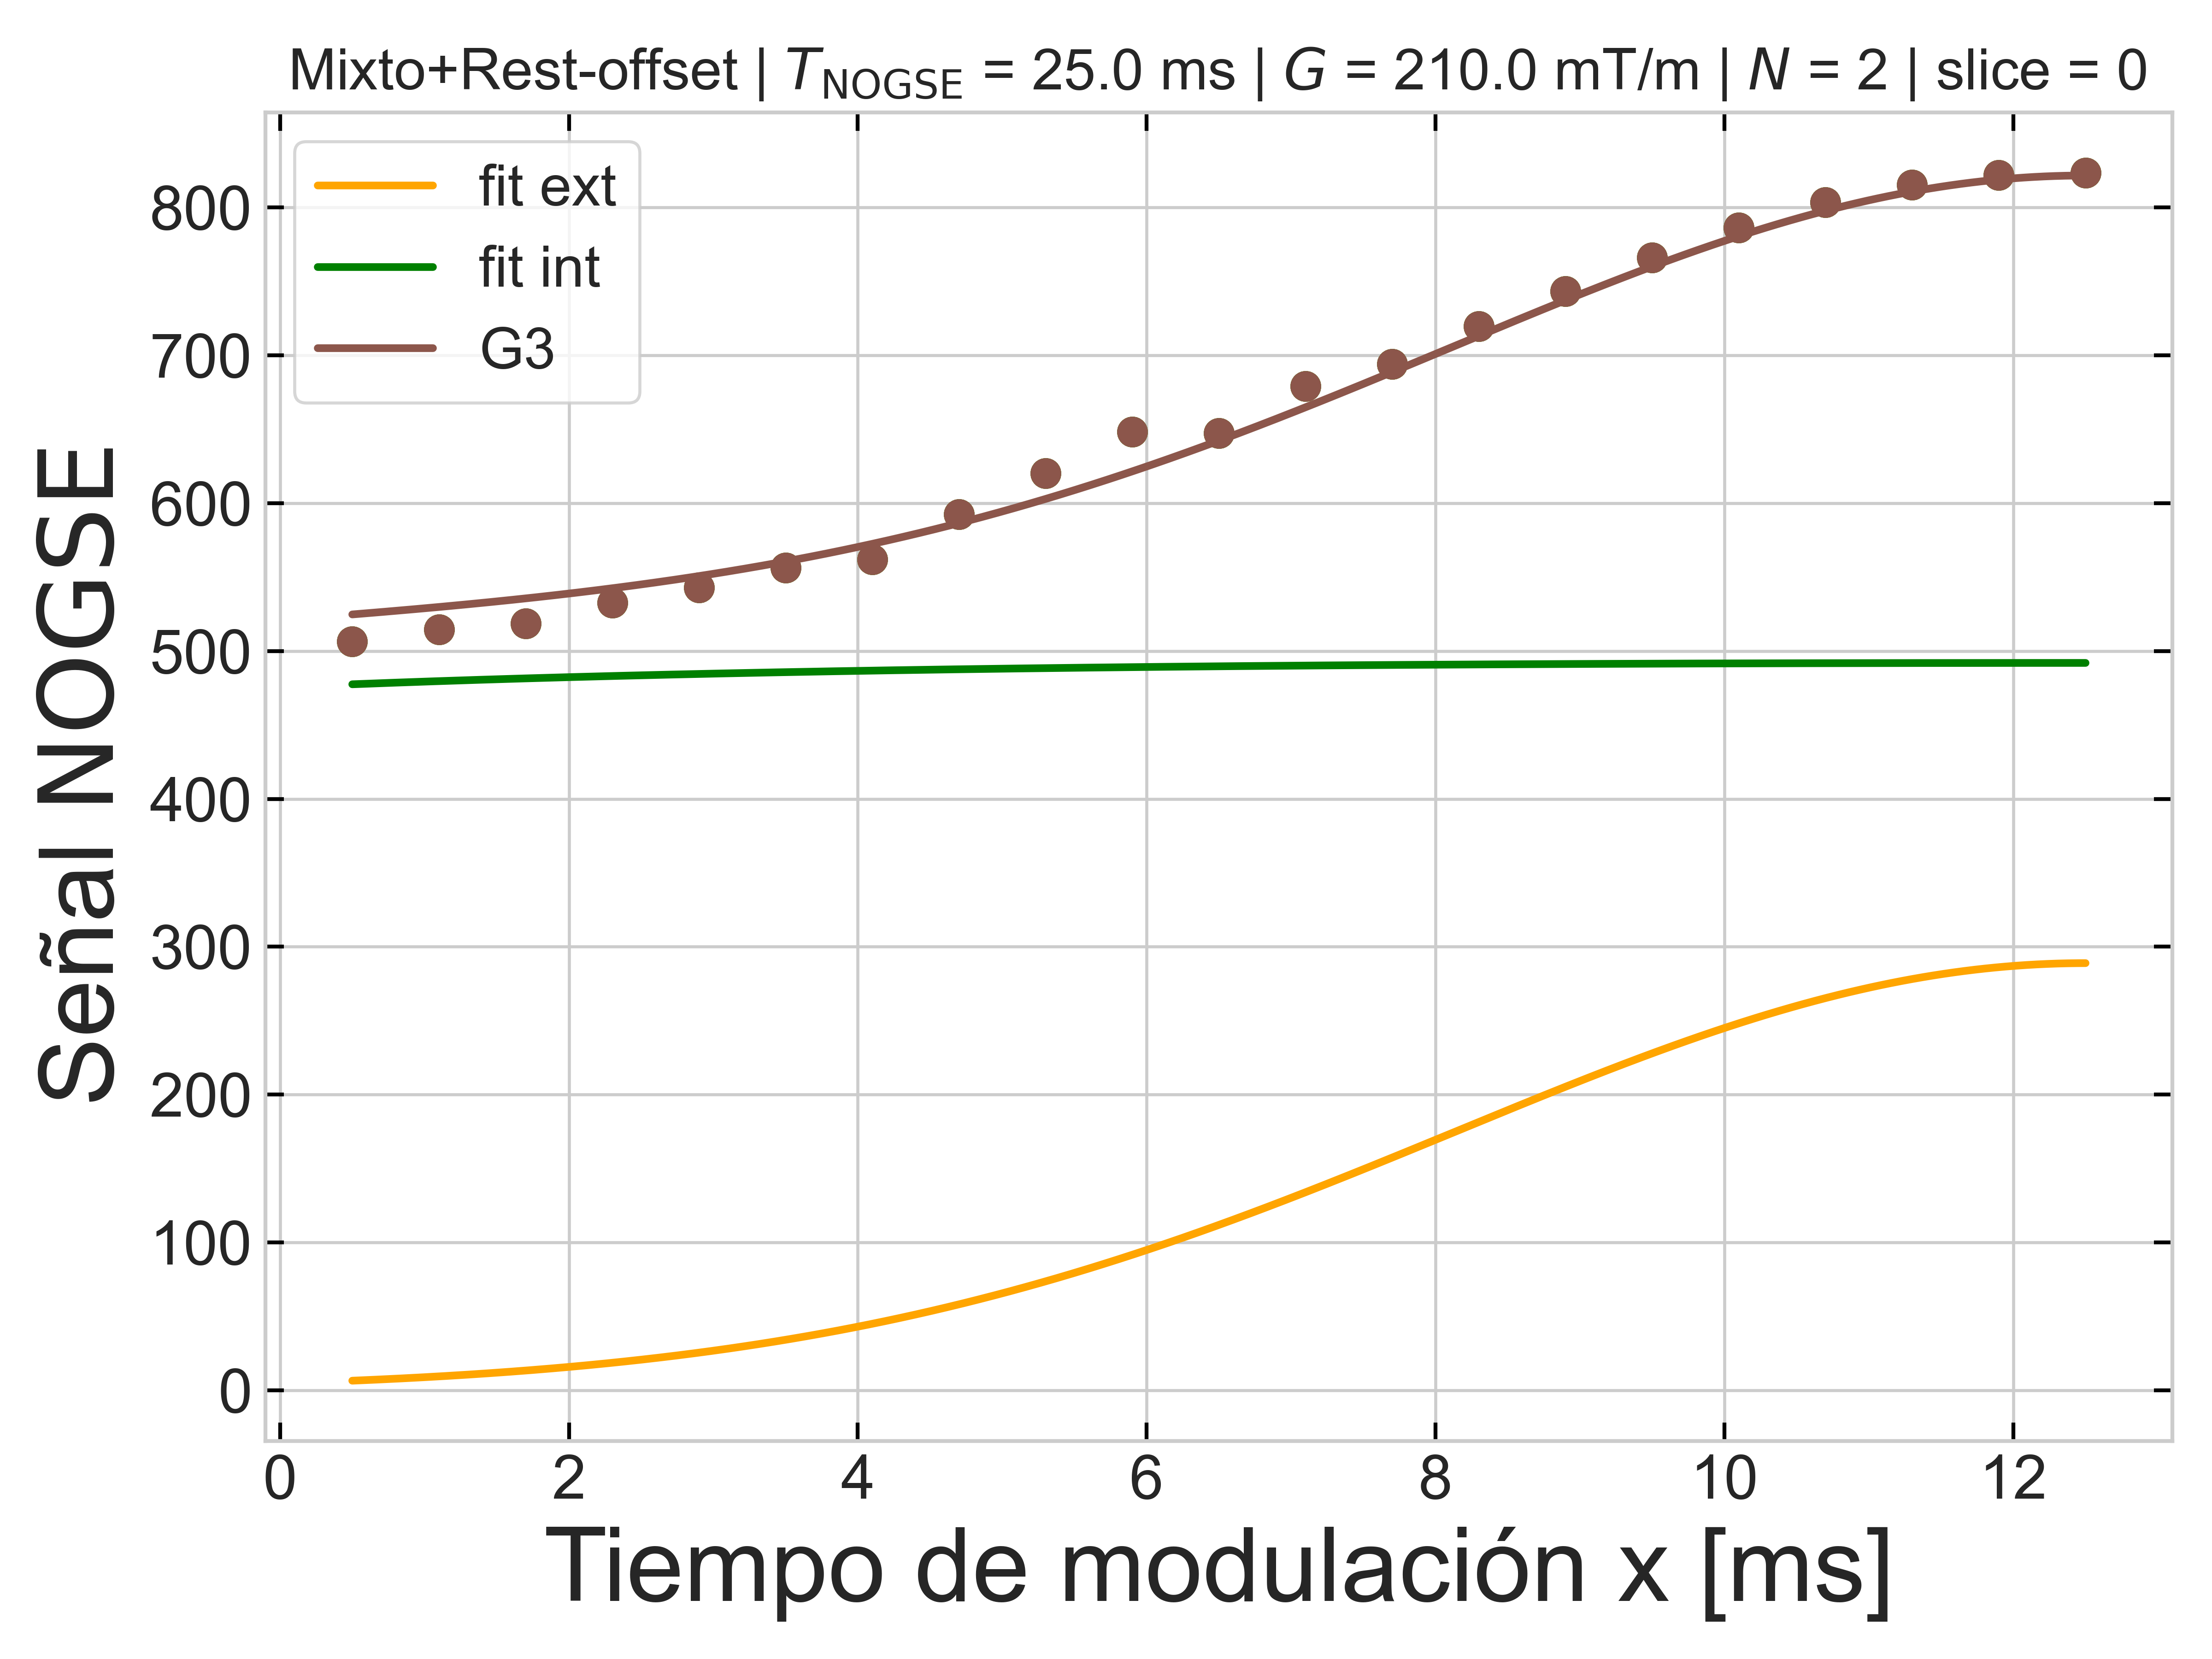 Mixto+Rest-offset | T_NOGSE = 25.0 ms | G = 210.0 mT/m | N = 2 | slice = 0
fit ext
fit int
G3
Señal NOGSE
800
700
600
500
400
300
200
100
0
0 2 4 6 8 10 12
Tiempo de modulación x [ms]